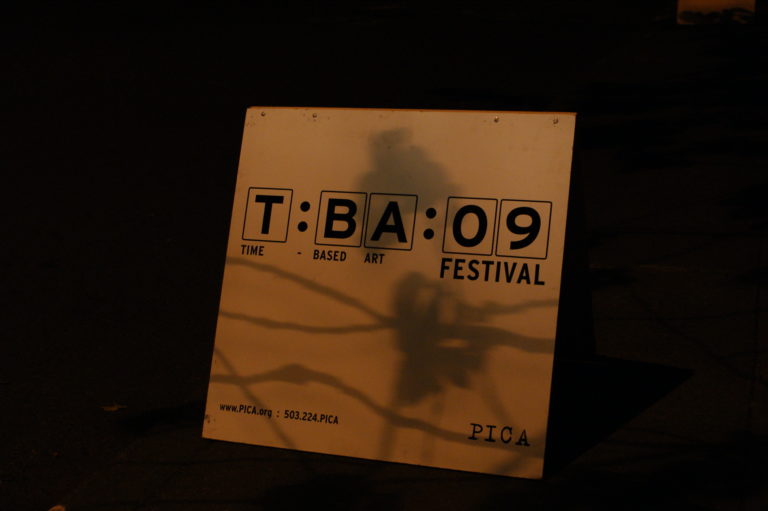 T:BA:09
TIME - BASED ART
FESTIVAL
www.PICA.org : 503.224.PICA
PICA